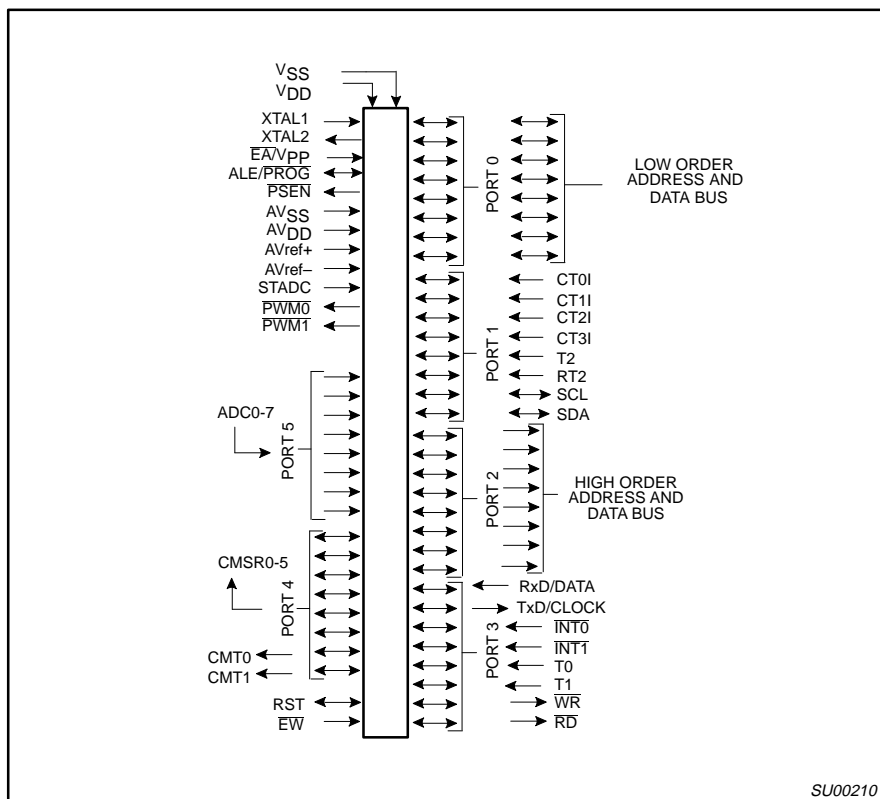 VSS
VDD
XTAL1
XTAL2
EA/VPP
ALE/PROG
PSEN
AVSS
AVDD
AVref+
AVref–
STADC
PWM0
PWM1
ADC0-7
PORT 5
CMSR0-5
PORT 4
CMT0
CMT1
RST
EW
PORT 0
LOW ORDER
ADDRESS AND
DATA BUS
PORT 1
CT0I
CT1I
CT2I
CT3I
T2
RT2
SCL
SDA
PORT 2
HIGH ORDER
ADDRESS AND
DATA BUS
PORT 3
RxD/DATA
TxD/CLOCK
INT0
INT1
T0
T1
WR
RD
SU00210